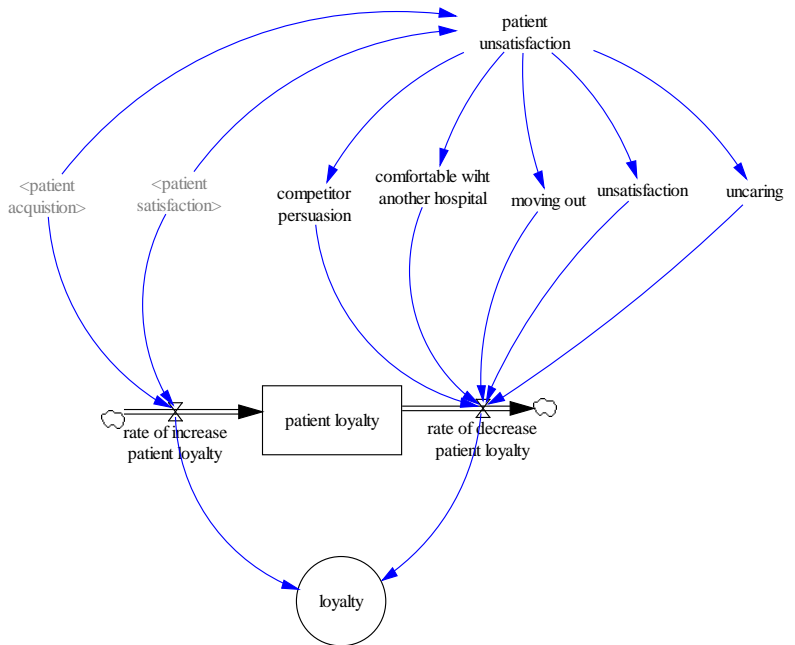 patient
unsatisfaction
<patient
acquistion>
<patient
satisfaction>
competitor
persuasion
comfortable wiht
another hospital
moving out
unsatisfaction
uncaring
patient loyalty
rate of increase
patient loyalty
rate of decrease
patient loyalty
loyalty